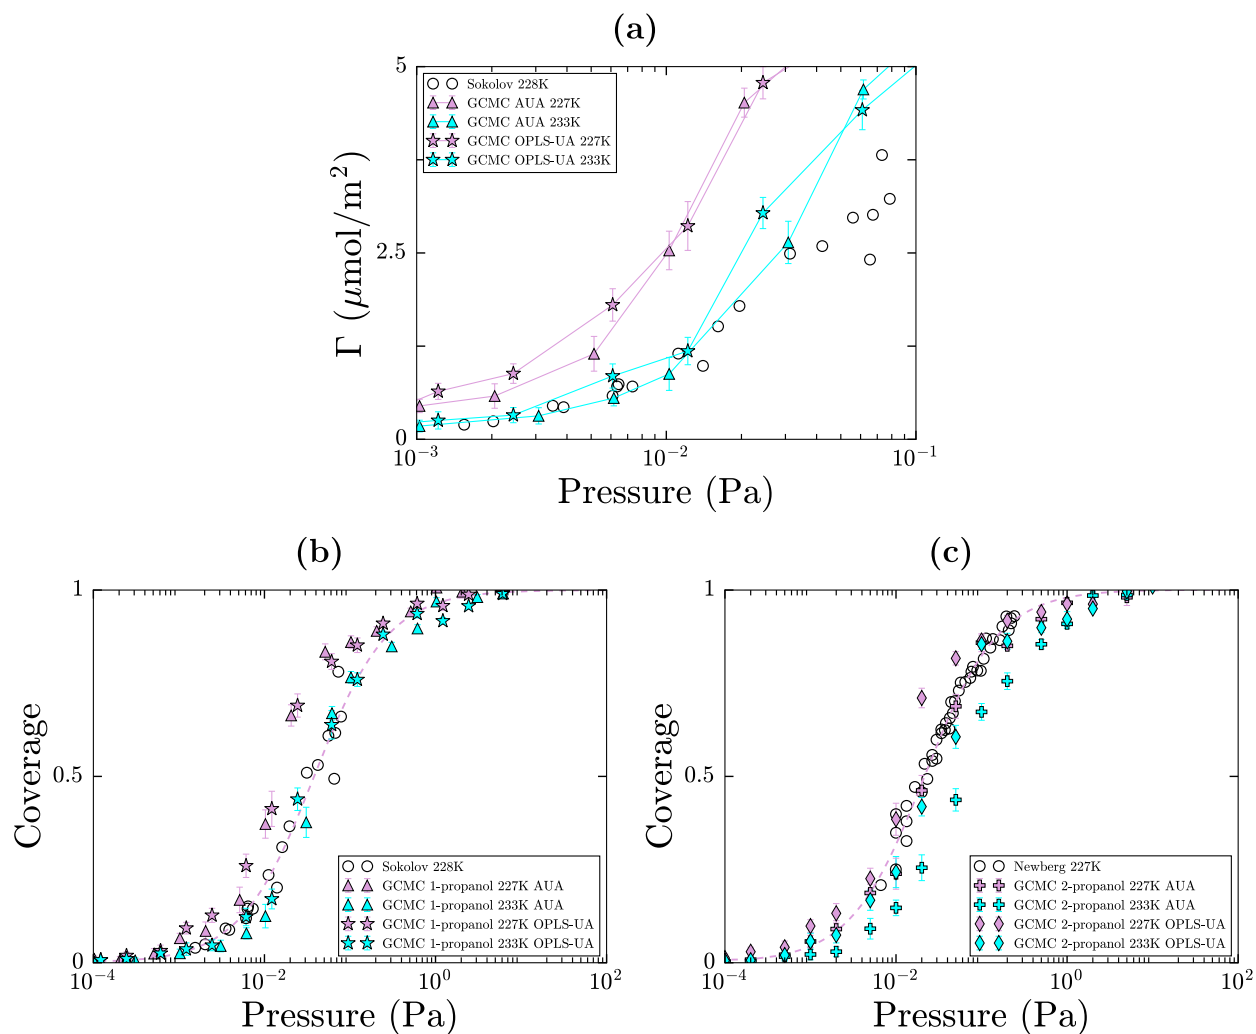 (a)
Γ (μmol/m²)
5
2.5
0
Sokolov 228K
GCMC AUA 227K
GCMC AUA 233K
GCMC OPLS-UA 227K
GCMC OPLS-UA 233K
10⁻³ 10⁻² 10⁻¹
Pressure (Pa)
(b)
Coverage
1
0.5
0
Sokolov 228K
GCMC 1-propanol 227K AUA
GCMC 1-propanol 233K AUA
GCMC 1-propanol 227K OPLS-UA
GCMC 1-propanol 233K OPLS-UA
10⁻⁴ 10⁻² 10⁰ 10²
Pressure (Pa)
(c)
Coverage
1
0.5
0
Newberg 227K
GCMC 2-propanol 227K AUA
GCMC 2-propanol 233K AUA
GCMC 2-propanol 227K OPLS-UA
GCMC 2-propanol 233K OPLS-UA
10⁻⁴ 10⁻² 10⁰ 10²
Pressure (Pa)